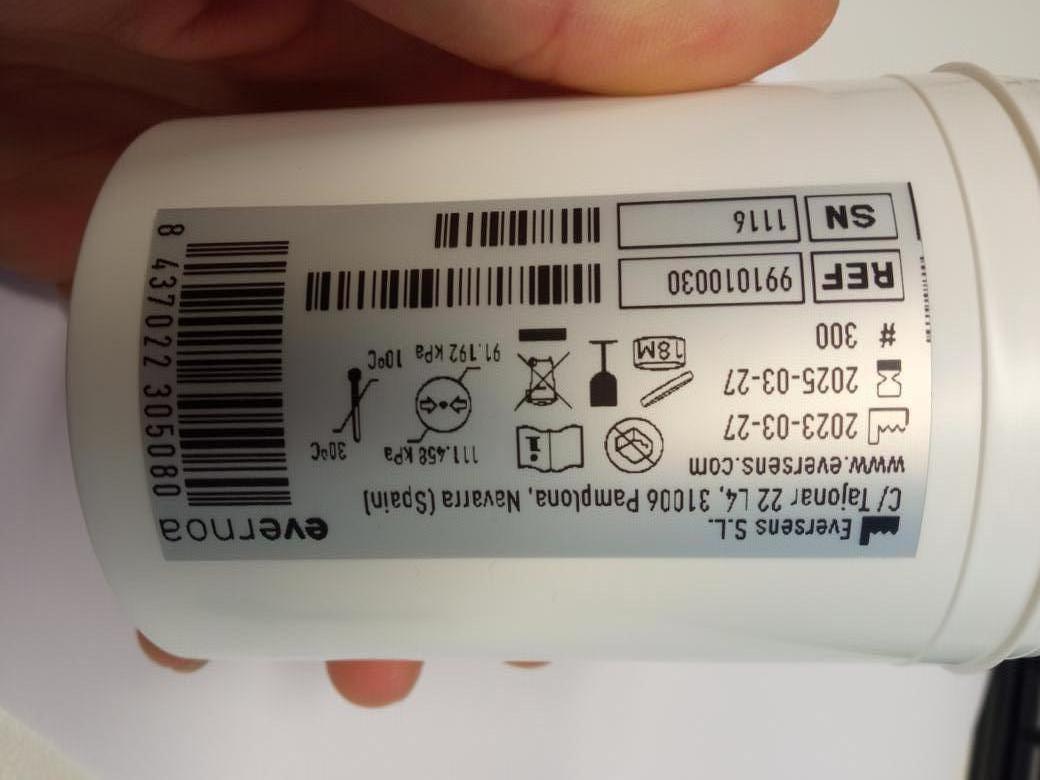 Eversens S.L.
C/ Tajonar 22 L4, 31006 Pamplona, Navarra (Spain)
www.eversens.com
2023-03-27
2025-03-27
# 300
REF 991010030
SN 1116
18M
i
111.458 kPa
91.192 kPa
30ºC
10ºC
evernoa
8 437022 305080